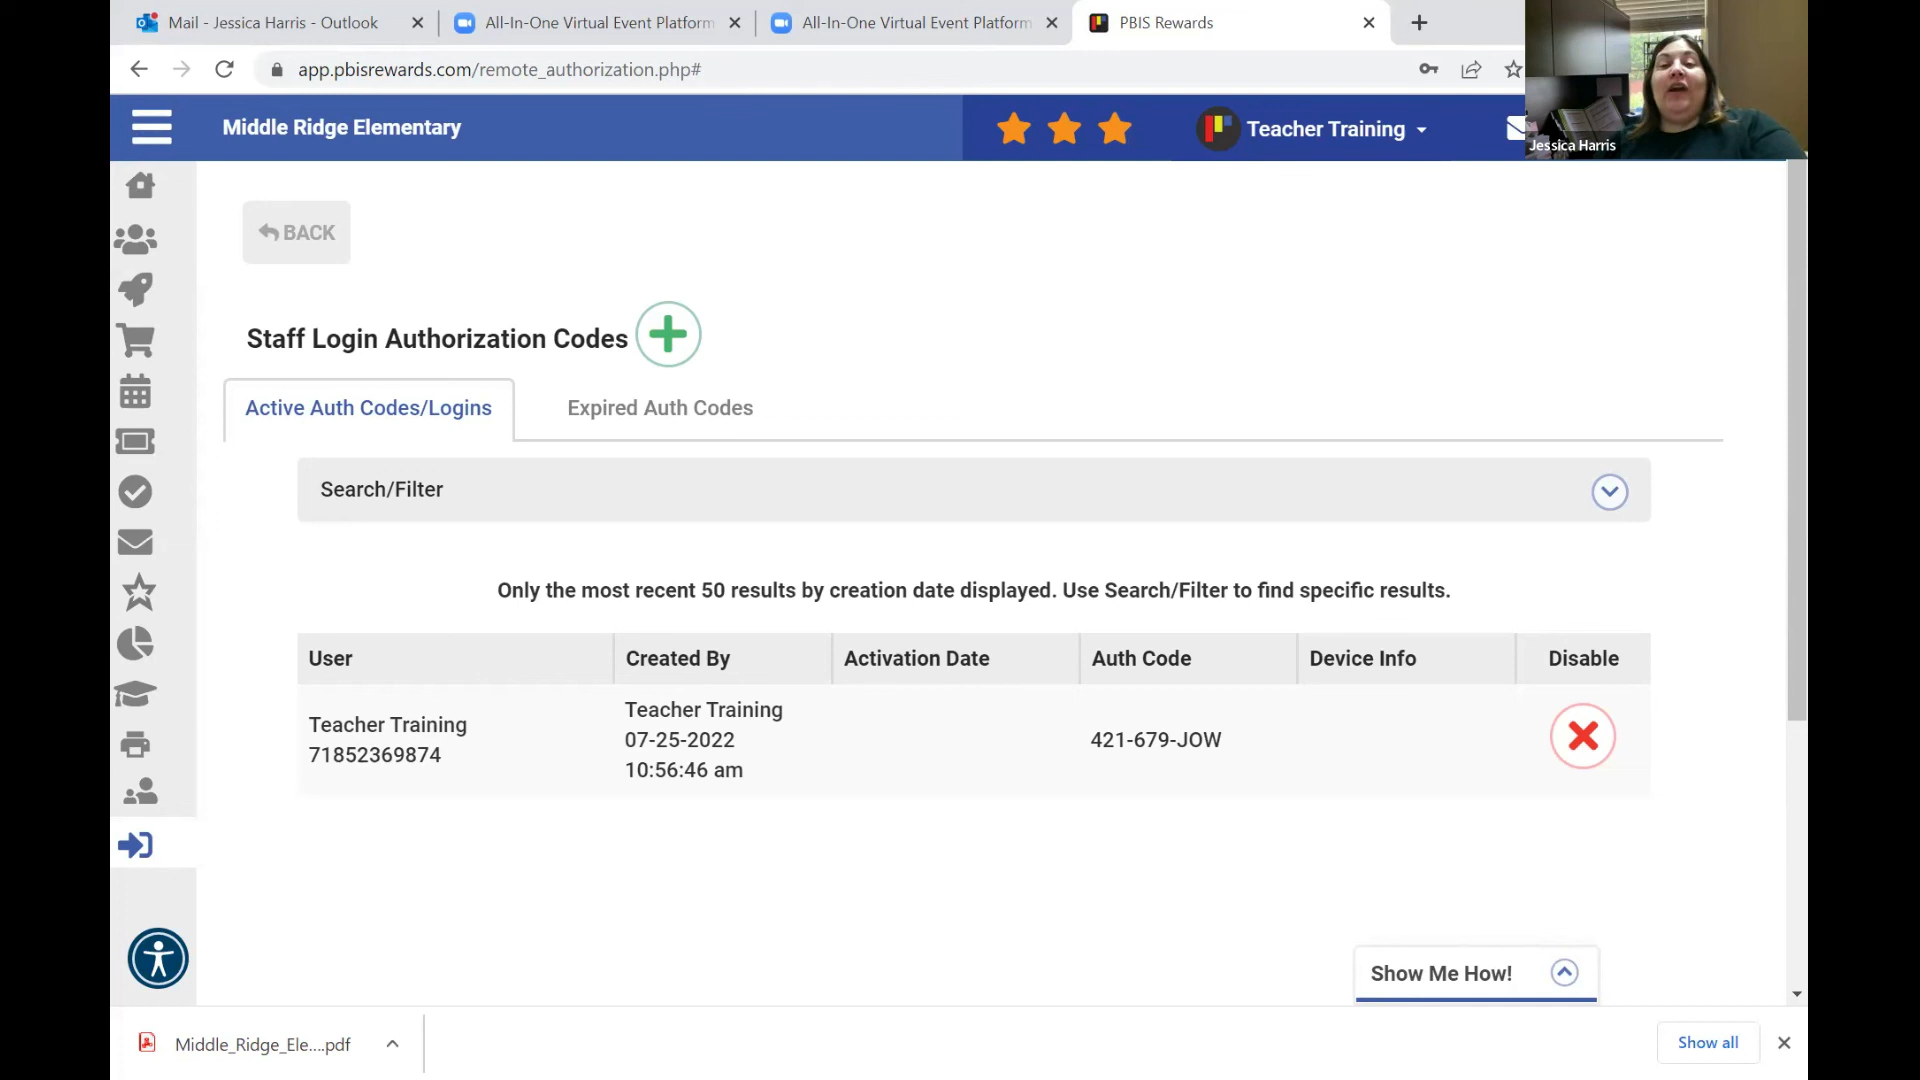 Mail - Jessica Harris - Outlook
All-In-One Virtual Event Platform
All-In-One Virtual Event Platform
PBIS Rewards
app.pbisrewards.com/remote_authorization.php#
Middle Ridge Elementary
Teacher Training
Jessica Harris
BACK
Staff Login Authorization Codes
Active Auth Codes/Logins
Expired Auth Codes
Search/Filter
Only the most recent 50 results by creation date displayed. Use Search/Filter to find specific results.
User
Created By
Activation Date
Auth Code
Device Info
Disable
Teacher Training
71852369874
Teacher Training
07-25-2022
10:56:46 am
421-679-JOW
Show Me How!
Middle_Ridge_Ele....pdf
Show all